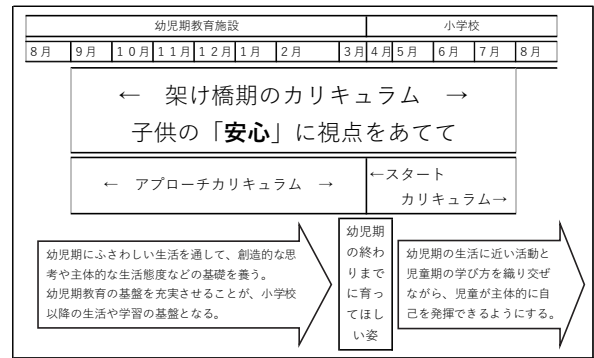 幼児期教育施設 小学校
8月 9月 10月 11月 12月 1月 2月 3月 4月 5月 6月 7月 8月
← 架け橋期のカリキュラム →
子供の「安心」に視点をあてて
← アプローチカリキュラム →
←スタート
カリキュラム→
幼児期にふさわしい生活を通して、創造的な思
考や主体的な生活態度などの基礎を養う。
幼児期教育の基盤を充実させることが、小学校
以降の生活や学習の基盤となる。
幼児期
の終わ
りまで
に育っ
てほし
い姿
幼児期の生活に近い活動と
児童期の学び方を織り交ぜ
ながら、児童が主体的に自
己を発揮できるようにする。